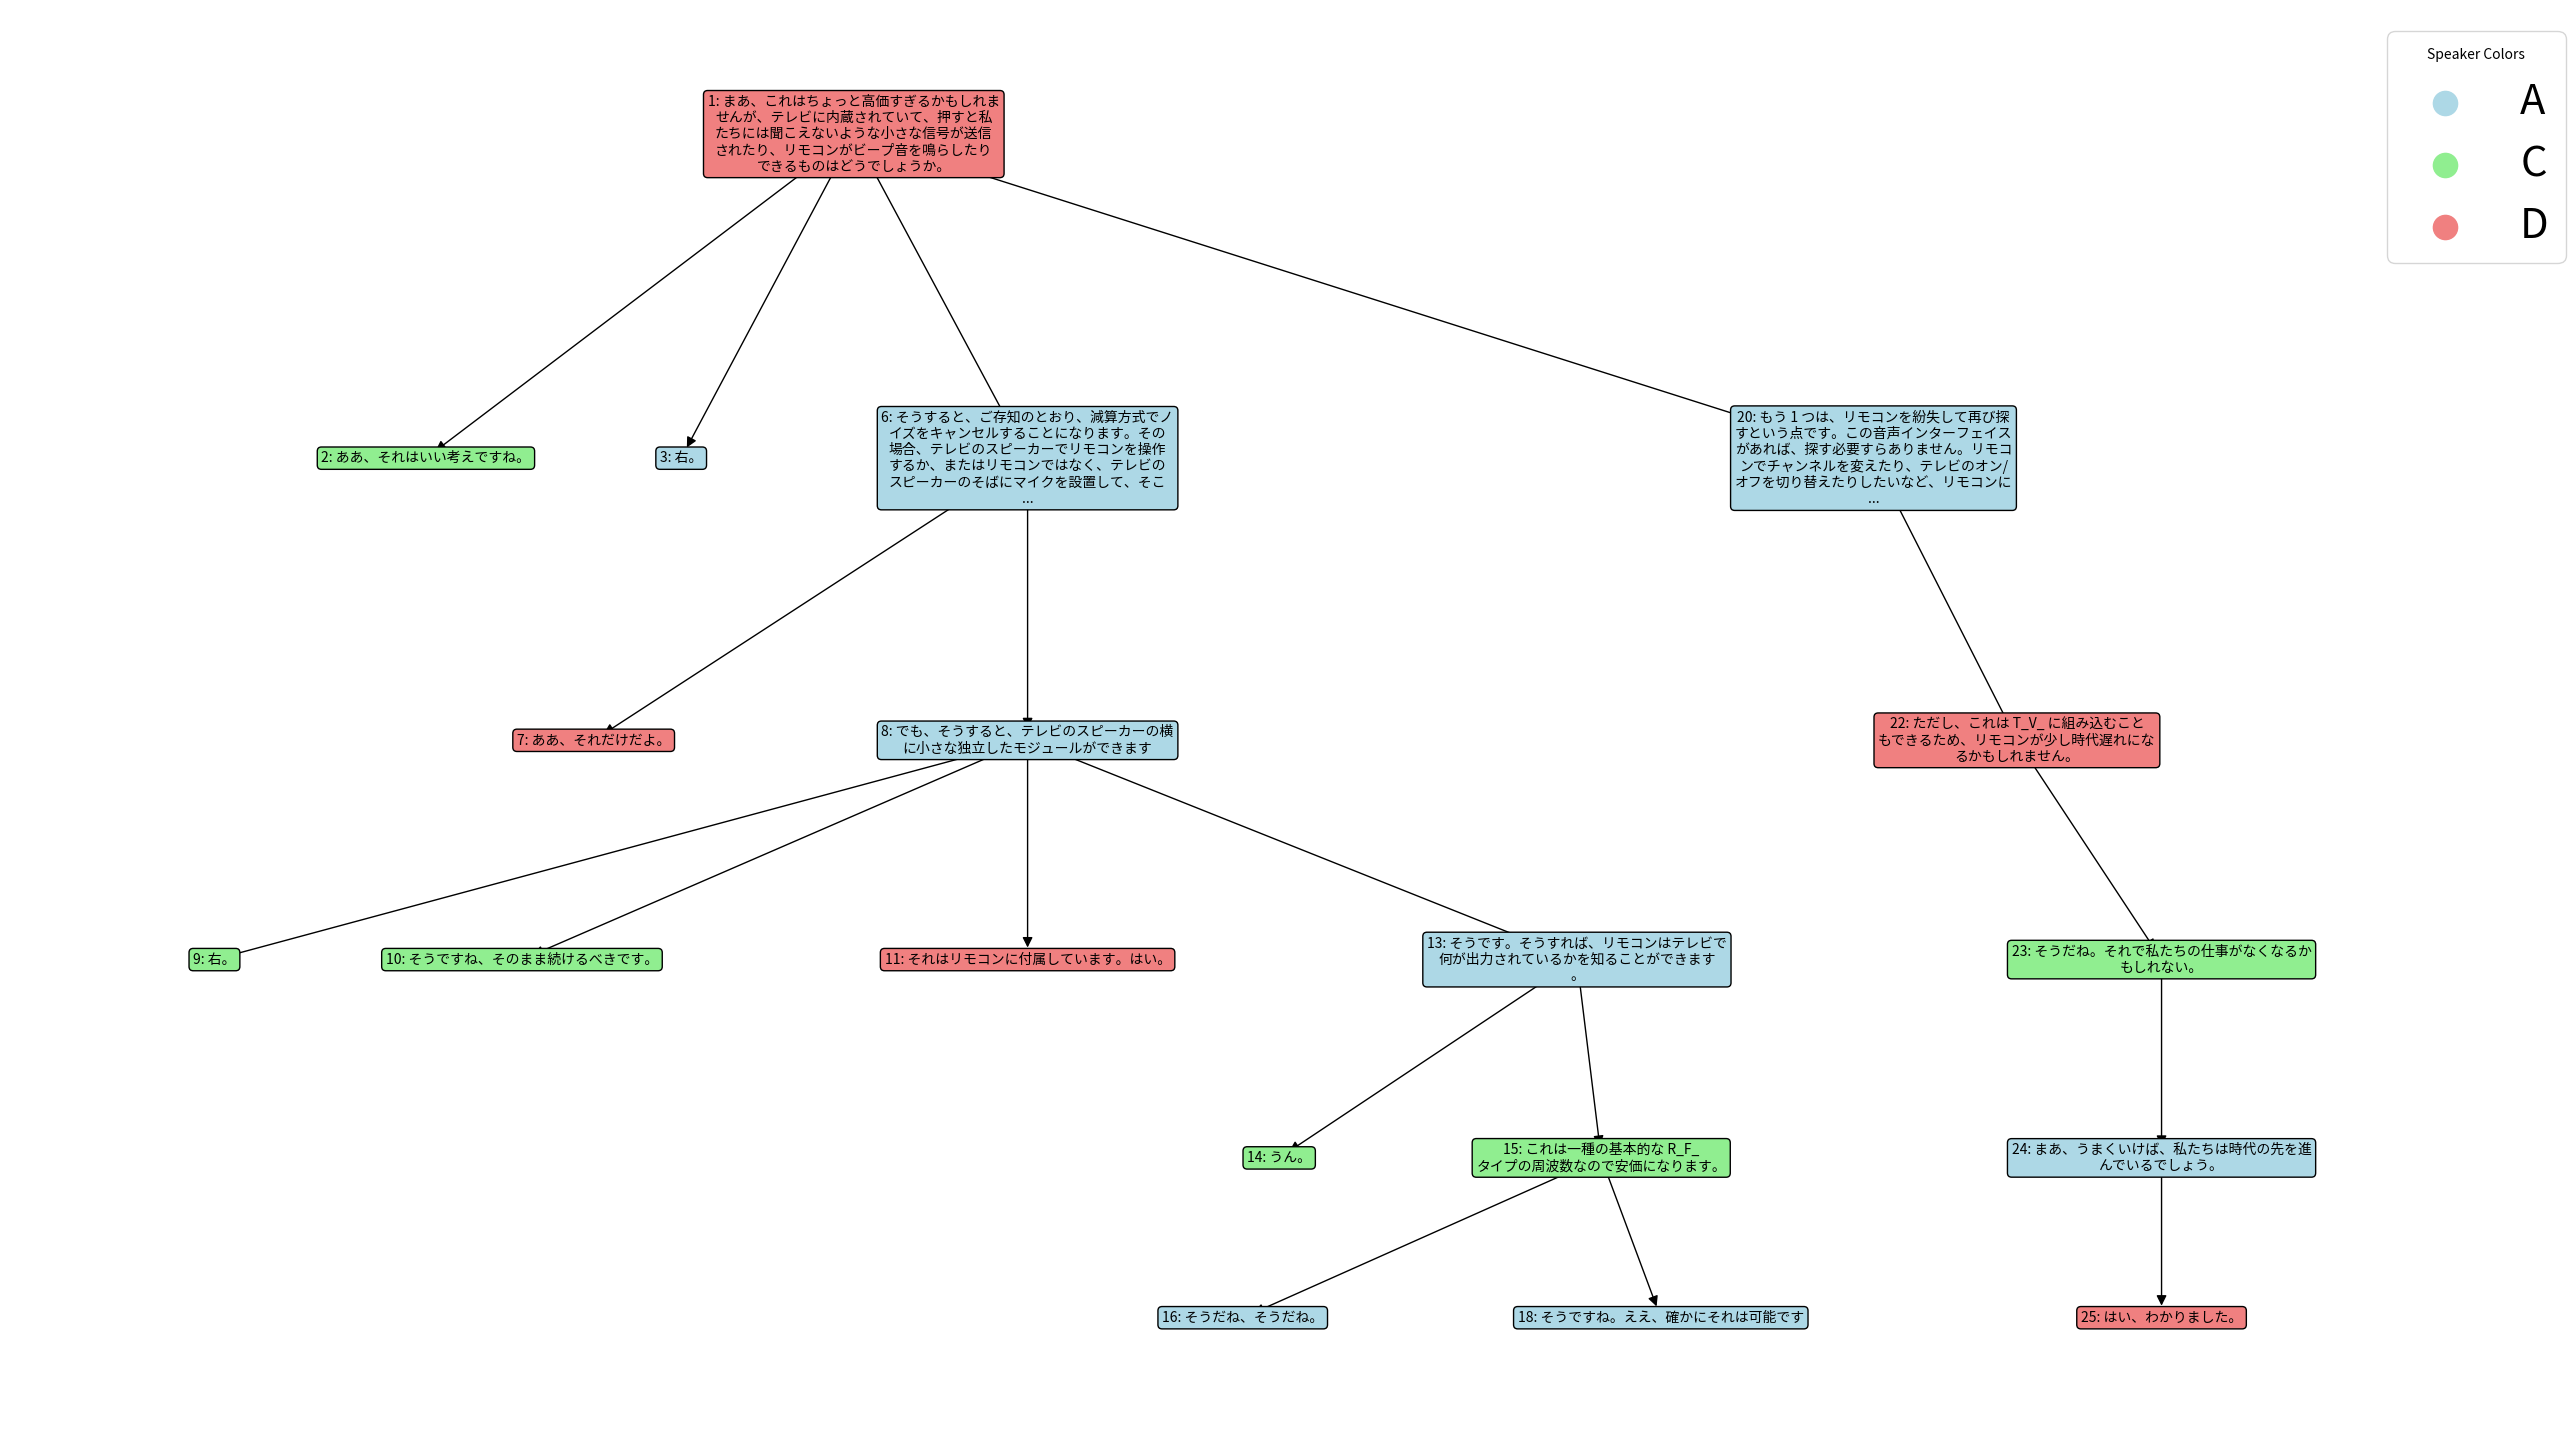 Speaker Colors
A
C
D
1: まあ、これはちょっと高価すぎるかもしれま
せんが、テレビに内蔵されていて、押すと私
たちには聞こえないような小さな信号が送信
されたり、リモコンがビープ音を鳴らしたり
できるものはどうでしょうか。
2: ああ、それはいい考えですね。
3: 右。
6: そうすると、ご存知のとおり、減算方式でノ
イズをキャンセルすることになります。その
場合、テレビのスピーカーでリモコンを操作
するか、またはリモコンではなく、テレビの
スピーカーのそばにマイクを設置して、そこ
...
20: もう 1 つは、リモコンを紛失して再び探
すという点です。この音声インターフェイス
があれば、探す必要すらありません。リモコ
ンでチャンネルを変えたり、テレビのオン/
オフを切り替えたりしたいなど、リモコンに
...
7: ああ、それだけだよ。
8: でも、そうすると、テレビのスピーカーの横
に小さな独立したモジュールができます
22: ただし、これは T_V_ に組み込むこと
もできるため、リモコンが少し時代遅れにな
るかもしれません。
9: 右。
10: そうですね、そのまま続けるべきです。
11: それはリモコンに付属しています。はい。
13: そうです。そうすれば、リモコンはテレビで
何が出力されているかを知ることができます
。
23: そうだね。それで私たちの仕事がなくなるか
もしれない。
14: うん。
15: これは一種の基本的な R_F_
タイプの周波数なので安価になります。
24: まあ、うまくいけば、私たちは時代の先を進
んでいるでしょう。
16: そうだね、そうだね。
18: そうですね。ええ、確かにそれは可能です
25: はい、わかりました。